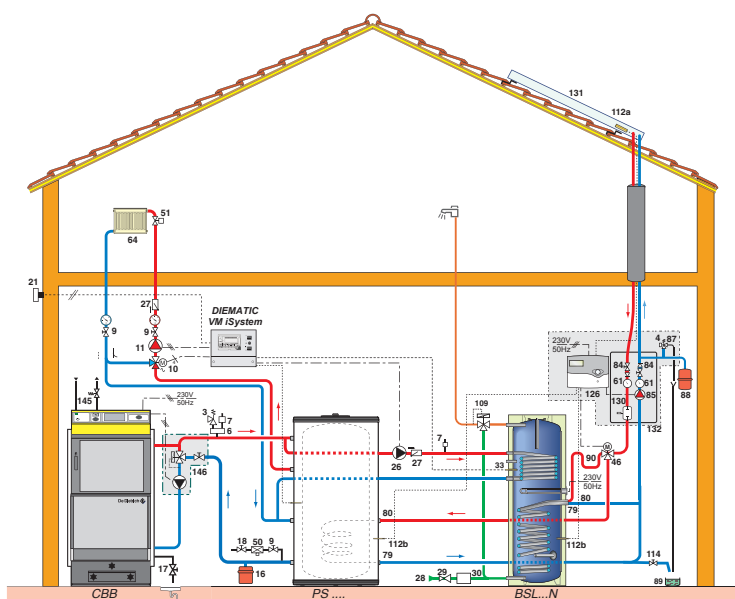 131
112a
51
64
21
27
DIEMATIC
VM iSystem
9
9
11
M
10
230V
50Hz
4
87
84
84
61
61
126
85
88
130
132
145
230V
50Hz
3
7
6
109
7
M
33
26
27
90
46
De Dietrich
146
230V
50Hz
80
80
79
112b
112b
18
50
9
79
114
17
16
28
29
30
89
CBB
PS ....
BSL...N